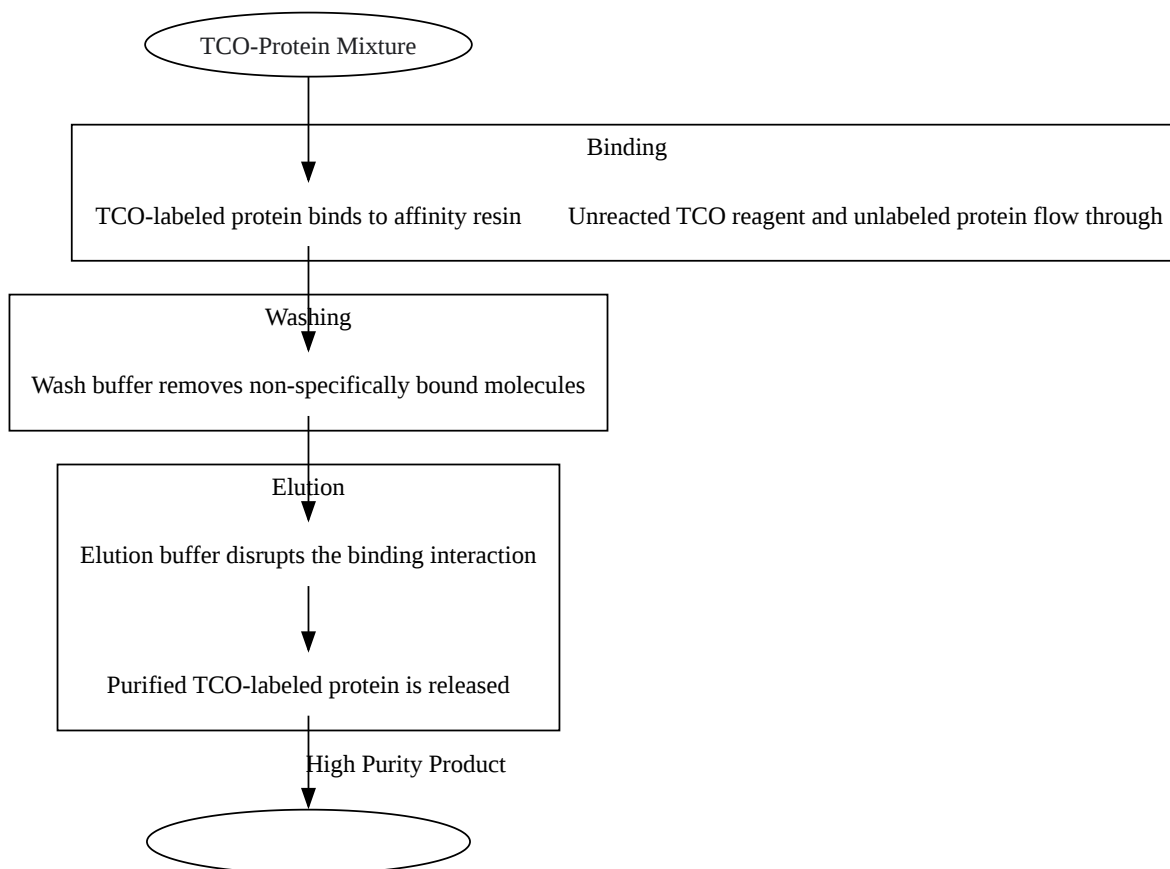 TCO-Protein Mixture
Binding
TCO-labeled protein binds to affinity resin
Unreacted TCO reagent and unlabeled protein flow through
Washing
Wash buffer removes non-specifically bound molecules
Elution
Elution buffer disrupts the binding interaction
Purified TCO-labeled protein is released
High Purity Product